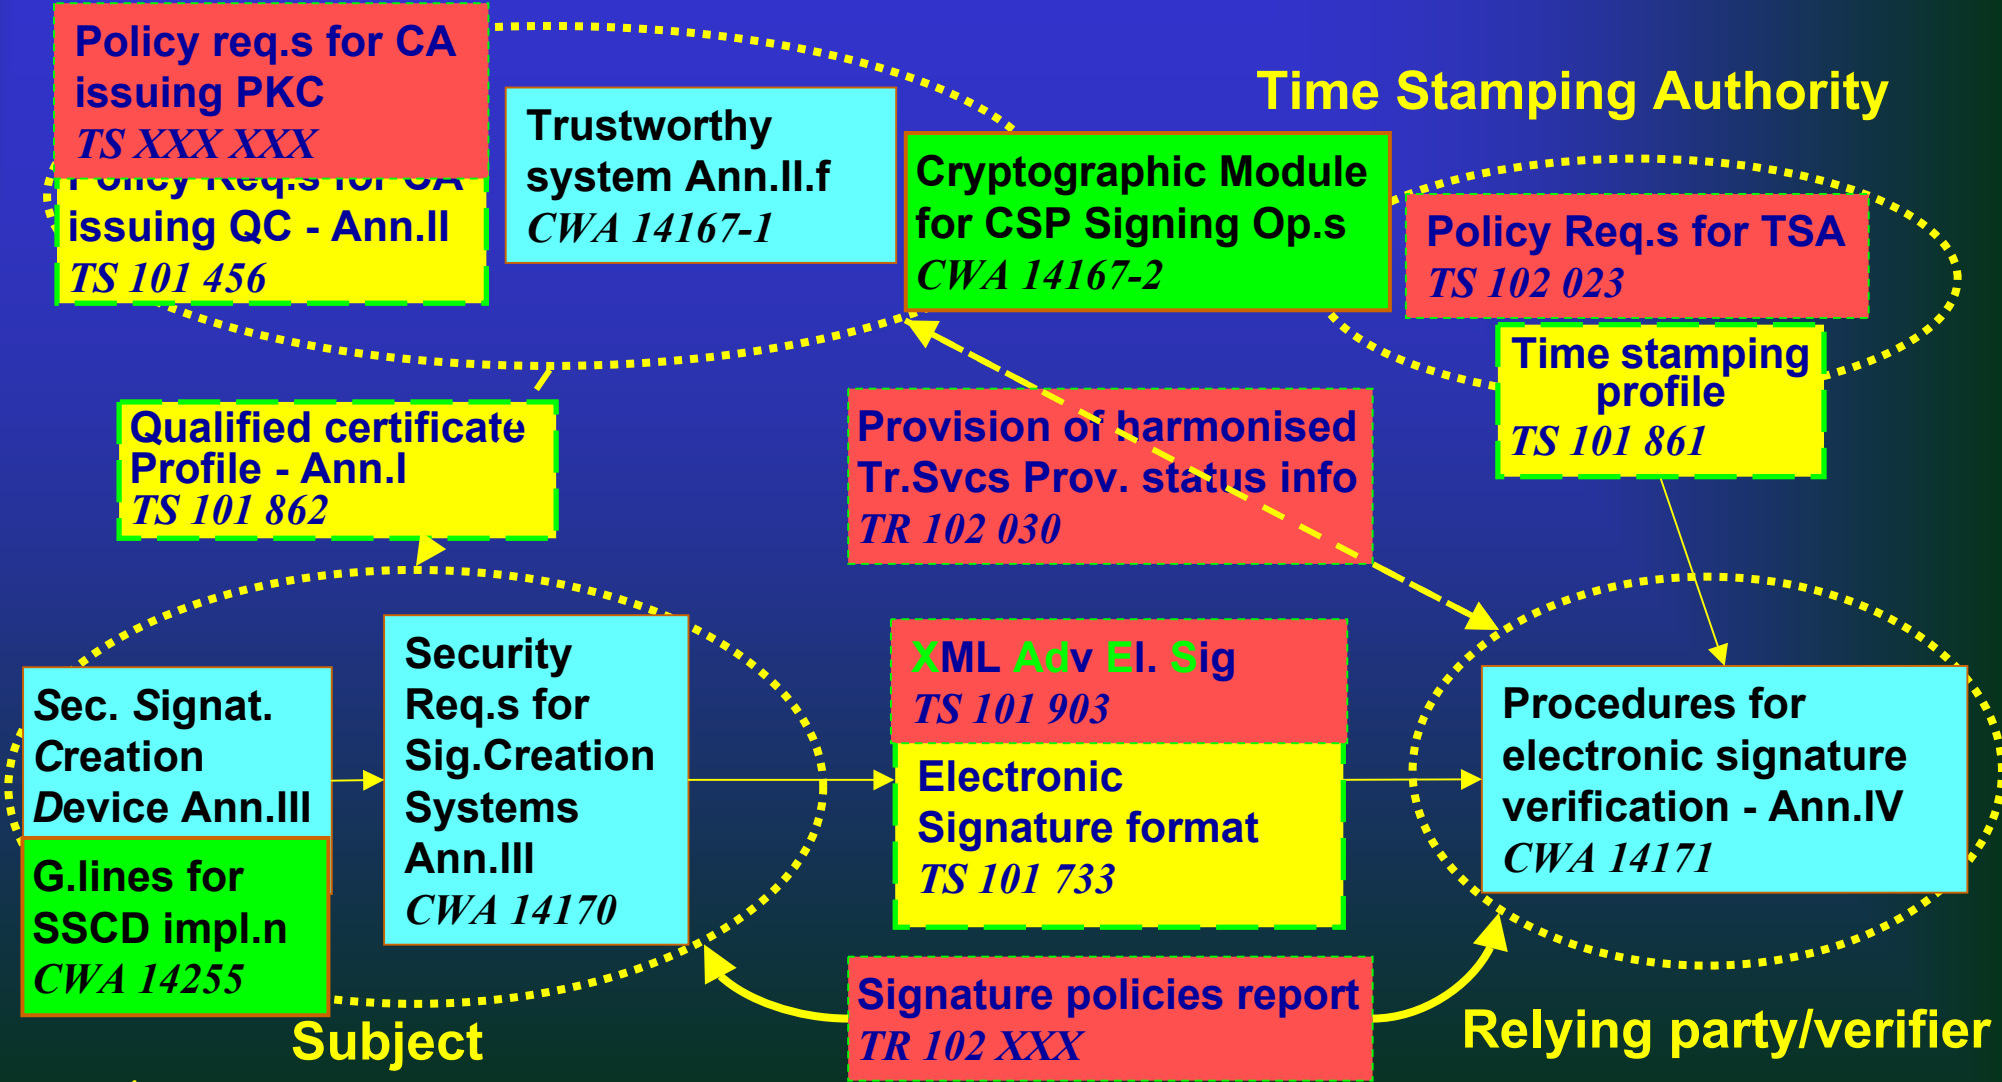 Policy req.s for CA
issuing PKC
TS XXX XXX
Policy Req.s for CA
issuing QC - Ann.II
TS 101 456
Trustworthy
system Ann.II.f
CWA 14167-1
Cryptographic Module
for CSP Signing Op.s
CWA 14167-2
Time Stamping Authority
Policy Req.s for TSA
TS 102 023
Time stamping
profile
TS 101 861
Qualified certificate
Profile - Ann.I
TS 101 862
Provision of harmonised
Tr.Svcs Prov. status info
TR 102 030
Sec. Signat.
Creation
Device Ann.III
G.lines for
SSCD impl.n
CWA 14255
Security
Req.s for
Sig.Creation
Systems
Ann.III
CWA 14170
XML Adv El. Sig
TS 101 903
Electronic
Signature format
TS 101 733
Procedures for
electronic signature
verification - Ann.IV
CWA 14171
Subject
Signature policies report
TR 102 XXX
Relying party/verifier